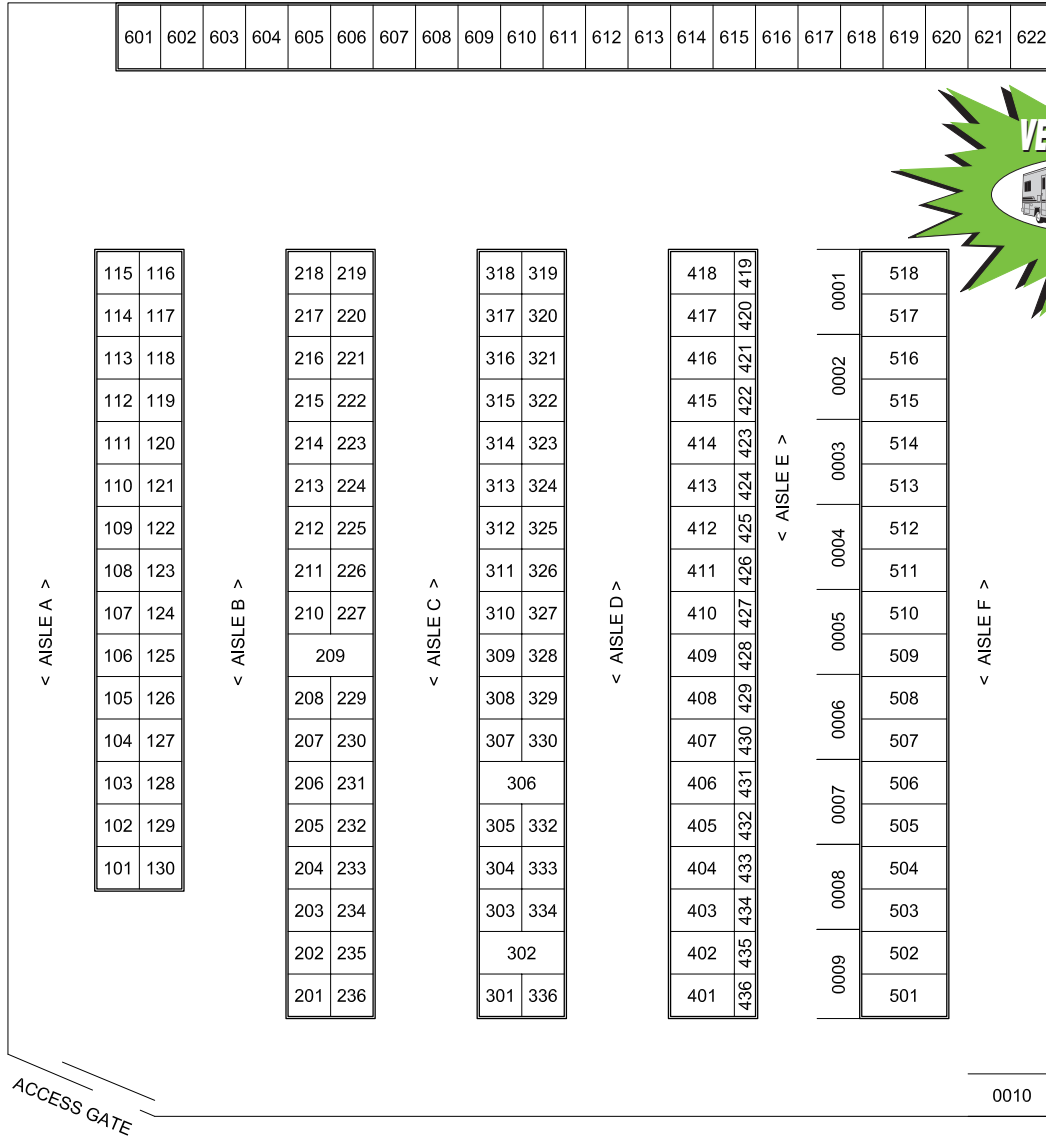 601 602 603 604 605 606 607 608 609 610 611 612 613 614 615 616 617 618 619 620 621 622
115 116 218 219 318 319 418 419 0001 518
114 117 217 220 317 320 417 420 517
113 118 216 221 316 321 416 421 0002 516
112 119 215 222 315 322 415 422 515
111 120 214 223 314 323 414 423 0003 514
110 121 213 224 313 324 413 424 513
< AISLE E >
109 122 212 225 312 325 412 425 0004 512
108 123 211 226 311 326 411 426 511
107 124 210 227 310 327 410 427 0005 510
< AISLE A >
< AISLE B >
< AISLE C >
< AISLE D >
< AISLE F >
106 125 209 309 328 409 428 509
105 126 208 229 308 329 408 429 0006 508
104 127 207 230 307 330 407 430 507
103 128 206 231 306 406 431 0007 506
102 129 205 232 305 332 405 432 505
101 130 204 233 304 333 404 433 0008 504
203 234 303 334 403 434 503
202 235 302 402 435 0009 502
201 236 301 336 401 436 501
ACCESS GATE
0010